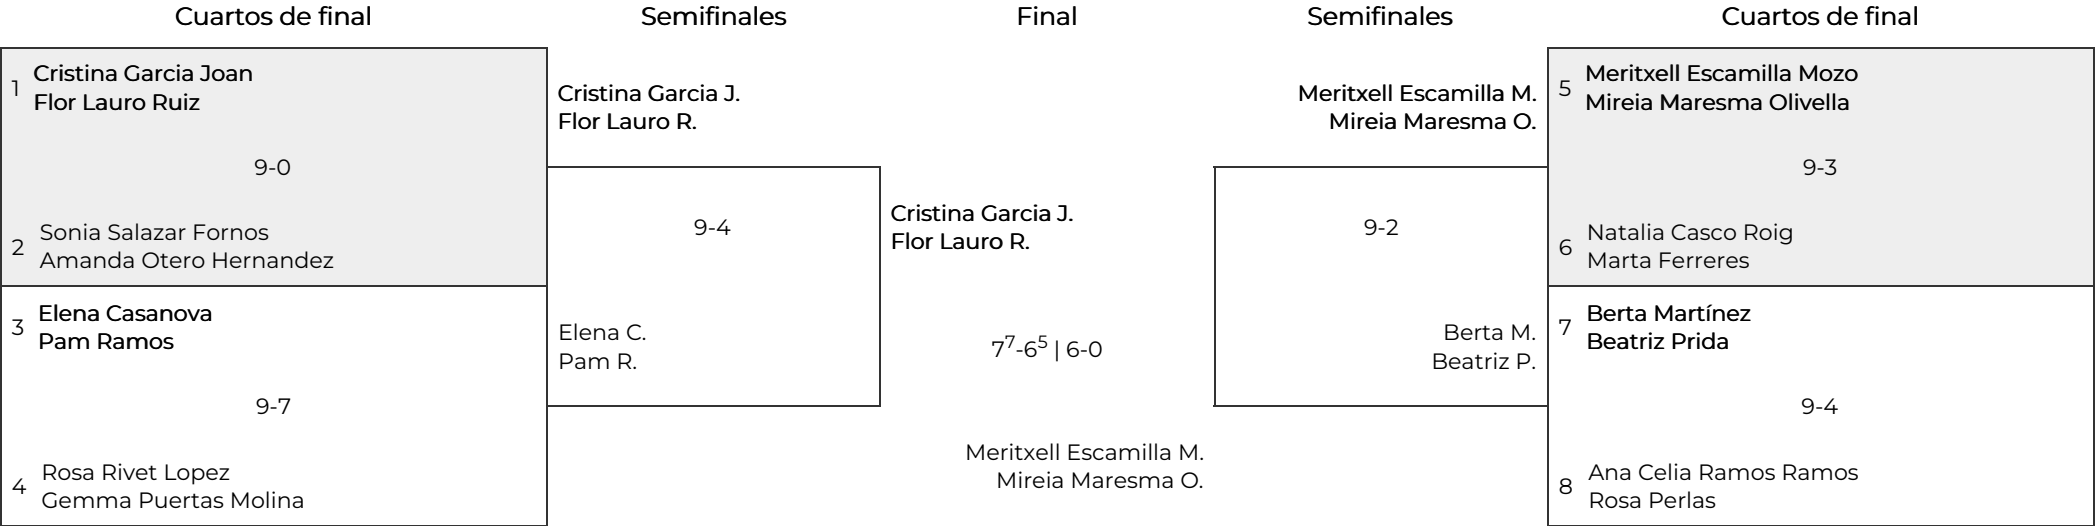 Cuartos de final
Semifinales
Final
Semifinales
Cuartos de final
1
Cristina Garcia Joan
Flor Lauro Ruiz
9-0
2
Sonia Salazar Fornos
Amanda Otero Hernandez
3
Elena Casanova
Pam Ramos
9-7
4
Rosa Rivet Lopez
Gemma Puertas Molina
Cristina Garcia J.
Flor Lauro R.
9-4
Elena C.
Pam R.
Cristina Garcia J.
Flor Lauro R.
7⁷-6⁵ | 6-0
Meritxell Escamilla M.
Mireia Maresma O.
Meritxell Escamilla M.
Mireia Maresma O.
9-2
Berta M.
Beatriz P.
5
Meritxell Escamilla Mozo
Mireia Maresma Olivella
9-3
6
Natalia Casco Roig
Marta Ferreres
7
Berta Martínez
Beatriz Prida
9-4
8
Ana Celia Ramos Ramos
Rosa Perlas